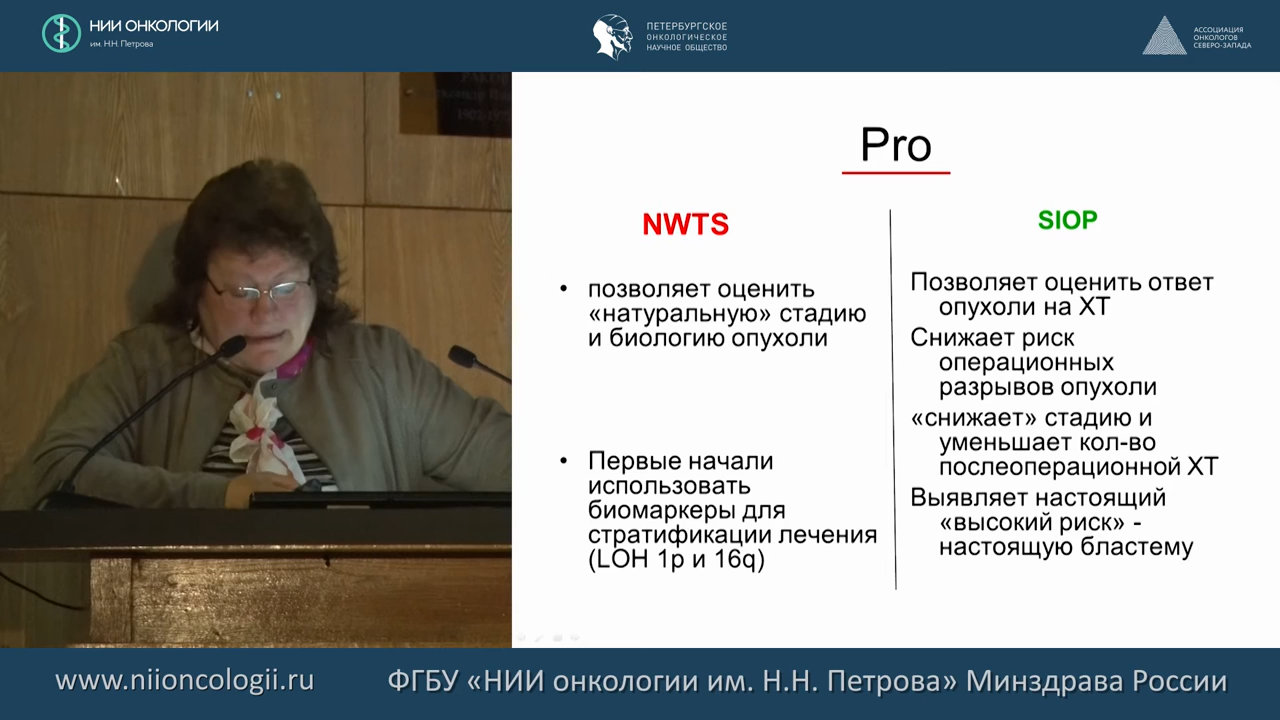 НИИ ОНКОЛОГИИ
им. Н.Н. Петрова
ПЕТЕРБУРГСКОЕ
ОНКОЛОГИЧЕСКОЕ
НАУЧНОЕ ОБЩЕСТВО
АССОЦИАЦИЯ
ОНКОЛОГОВ
СЕВЕРО-ЗАПАДА
Pro
NWTS
• позволяет оценить
«натуральную» стадию
и биологию опухоли
• Первые начали
использовать
биомаркеры для
стратификации лечения
(LOH 1p и 16q)
SIOP
Позволяет оценить ответ
опухоли на ХТ
Снижает риск
операционных
разрывов опухоли
«снижает» стадию и
уменьшает кол-во
послеоперационной ХТ
Выявляет настоящий
«высокий риск» -
настоящую бластему
www.niioncologii.ru
ФГБУ «НИИ онкологии им. Н.Н. Петрова» Минздрава России